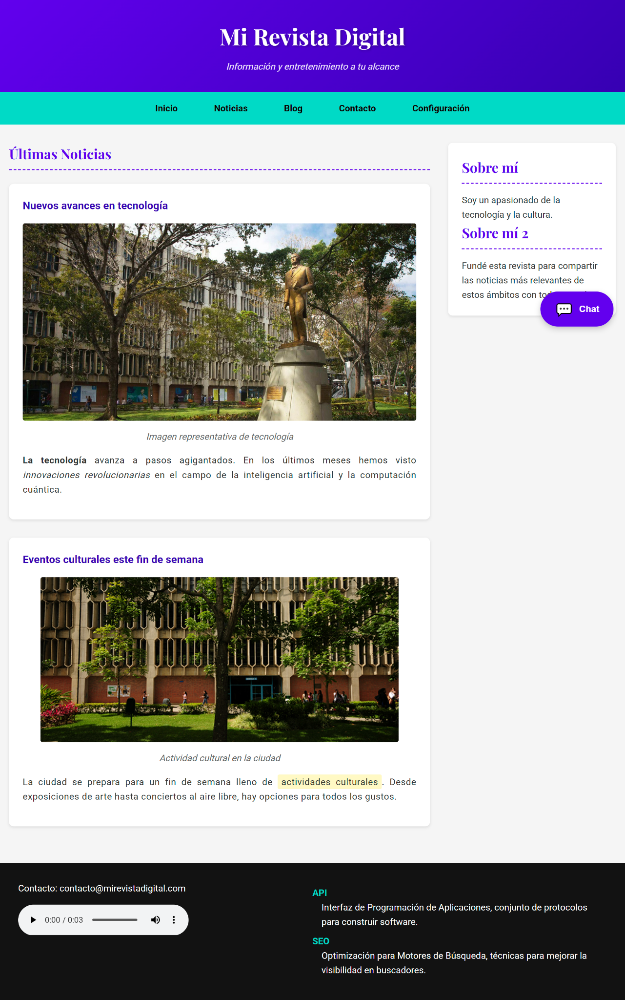 Mi Revista Digital
Información y entretenimiento a tu alcance
Inicio
Noticias
Blog
Contacto
Configuración
Últimas Noticias
Nuevos avances en tecnología
Imagen representativa de tecnología
La tecnología avanza a pasos agigantados. En los últimos meses hemos visto
innovaciones revolucionarias en el campo de la inteligencia artificial y la computación
cuántica.
Eventos culturales este fin de semana
Actividad cultural en la ciudad
La ciudad se prepara para un fin de semana lleno de actividades culturales. Desde
exposiciones de arte hasta conciertos al aire libre, hay opciones para todos los gustos.
Sobre mí
Soy un apasionado de la
tecnología y la cultura.
Sobre mí 2
Fundé esta revista para compartir
las noticias más relevantes de
estos ámbitos con
Chat
Contacto: contacto@mirevistadigital.com
0:00 / 0:03
API
Interfaz de Programación de Aplicaciones, conjunto de protocolos
para construir software.
SEO
Optimización para Motores de Búsqueda, técnicas para mejorar la
visibilidad en buscadores.